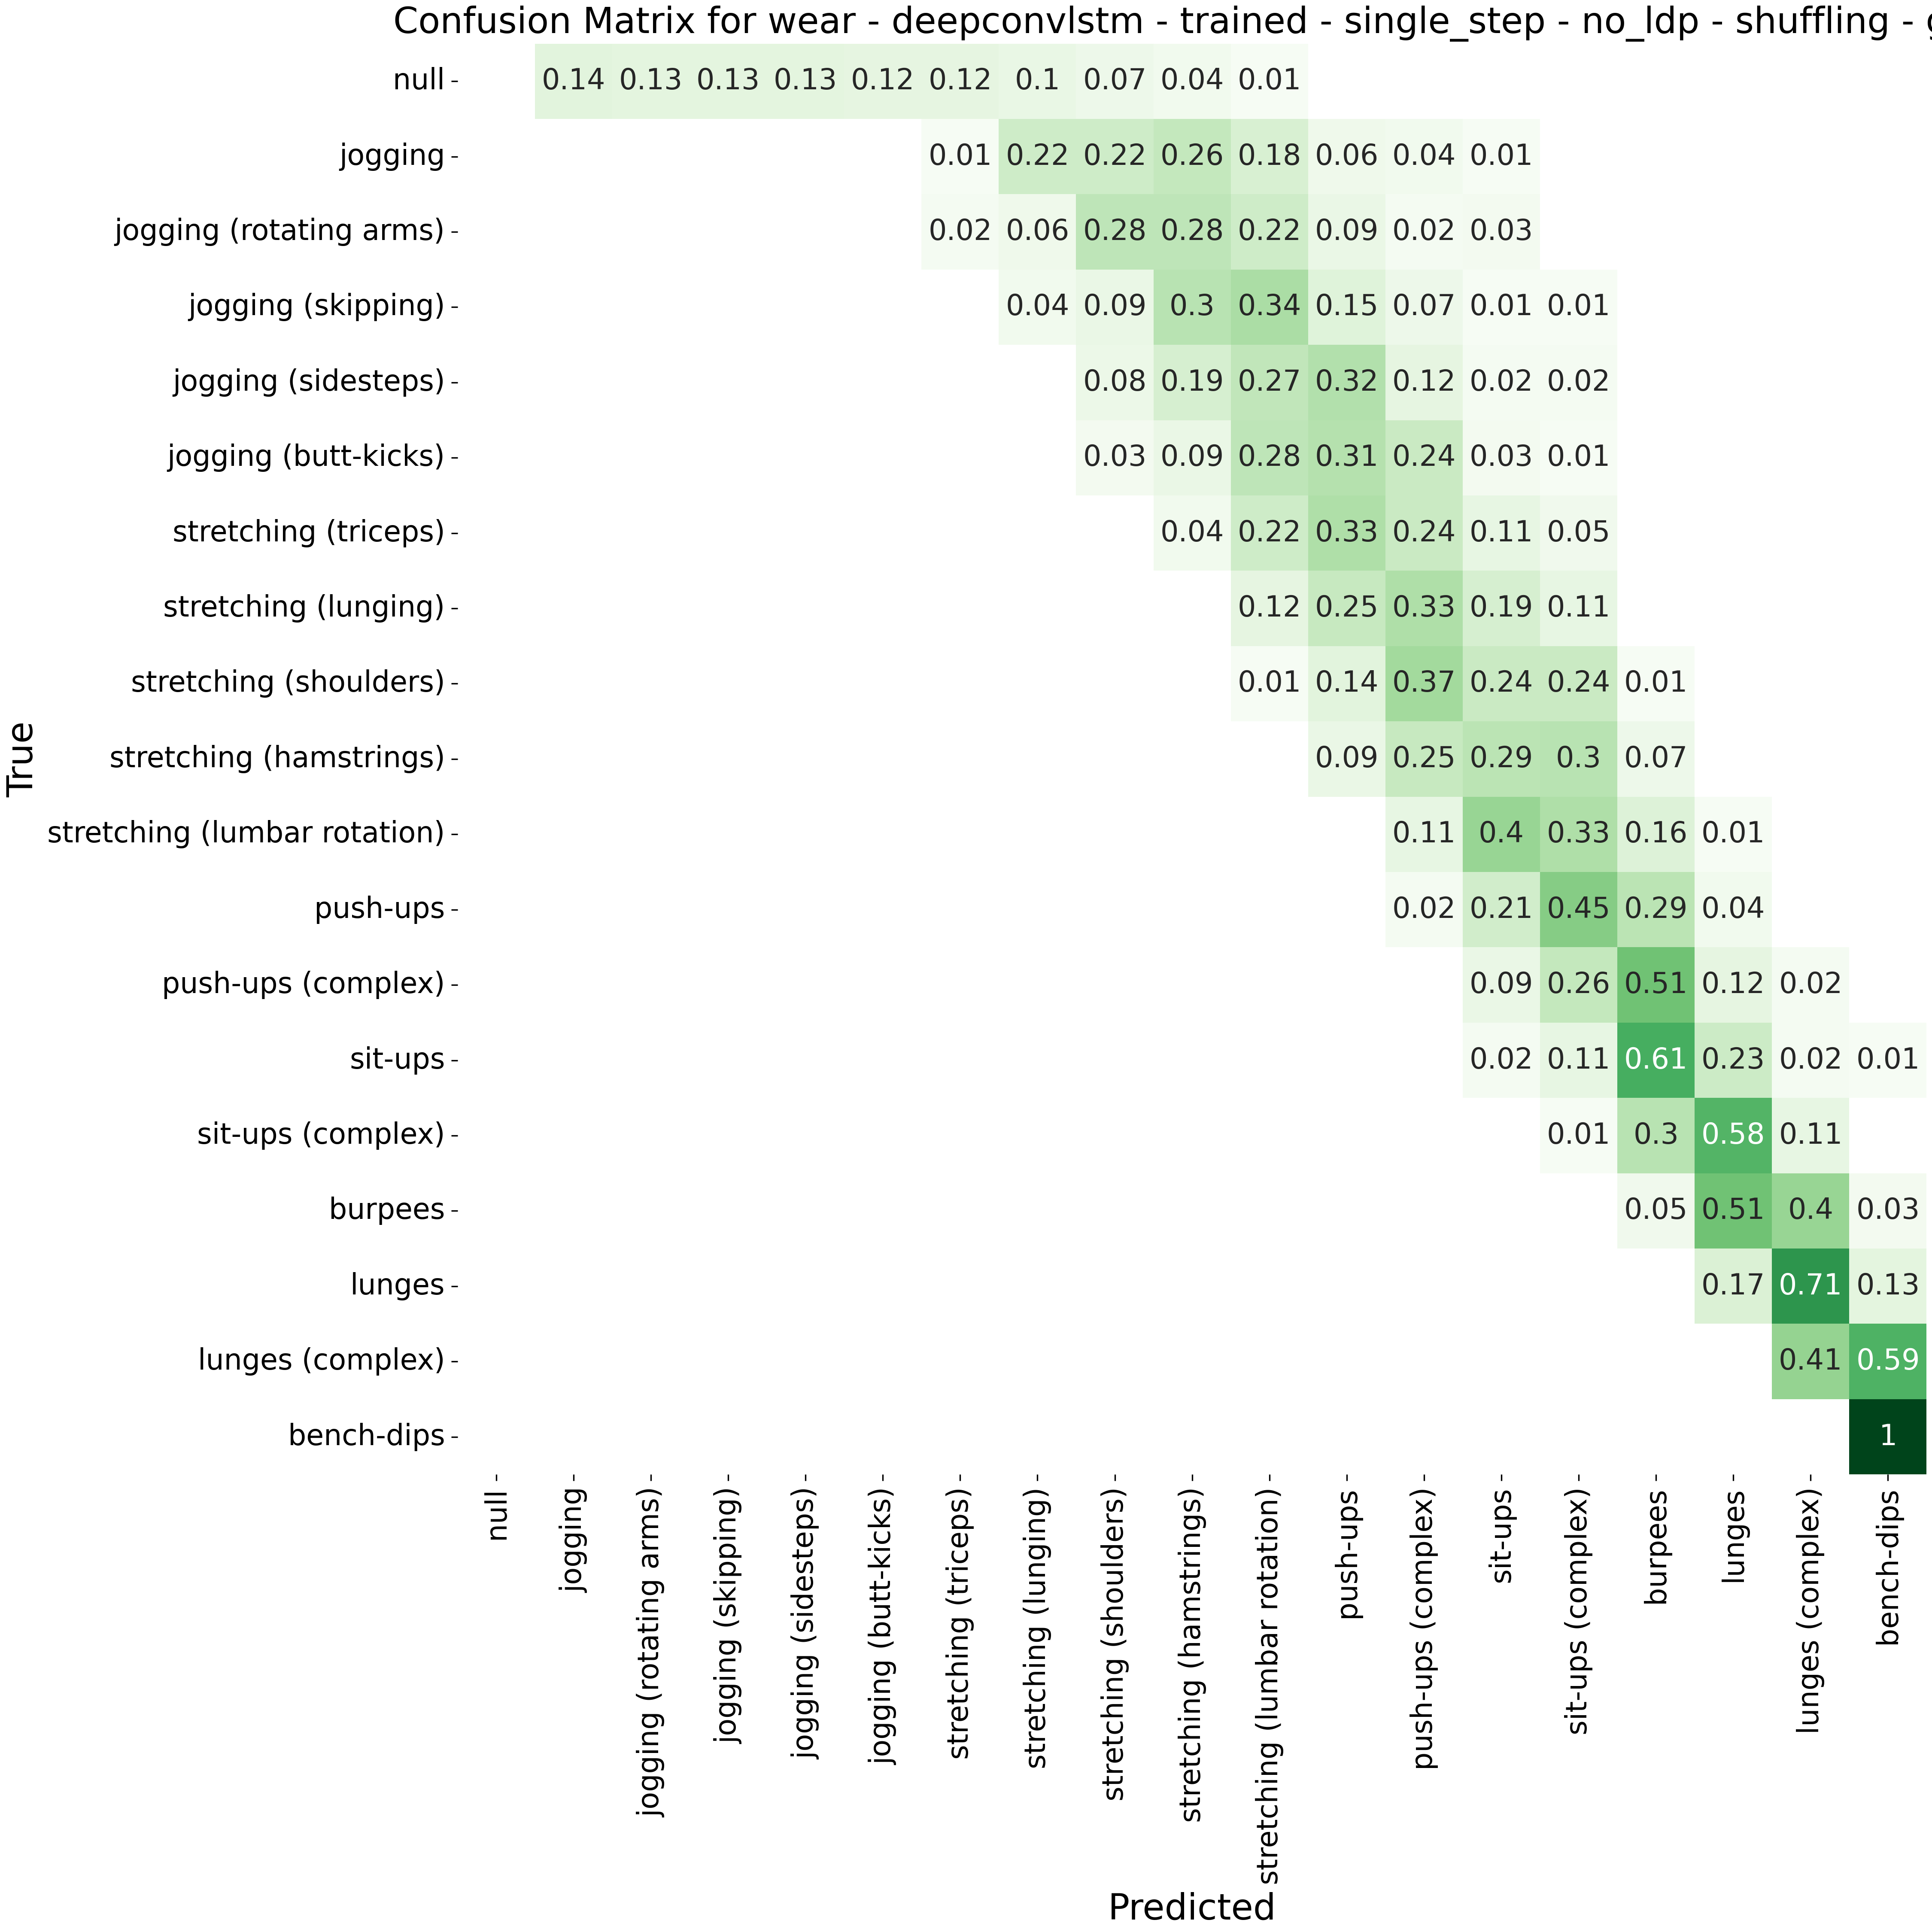 Confusion Matrix for wear - deepconvlstm - trained - single_step - no_ldp - shuffling -
null 0.14 0.13 0.13 0.13 0.12 0.12 0.1 0.07 0.04 0.01
jogging 0.01 0.22 0.22 0.26 0.18 0.06 0.04 0.01
jogging (rotating arms) 0.02 0.06 0.28 0.28 0.22 0.09 0.02 0.03
jogging (skipping) 0.04 0.09 0.3 0.34 0.15 0.07 0.01 0.01
jogging (sidesteps) 0.08 0.19 0.27 0.32 0.12 0.02 0.02
jogging (butt-kicks) 0.03 0.09 0.28 0.31 0.24 0.03 0.01
stretching (triceps) 0.04 0.22 0.33 0.24 0.11 0.05
stretching (lunging) 0.12 0.25 0.33 0.19 0.11
stretching (shoulders) 0.01 0.14 0.37 0.24 0.24 0.01
stretching (hamstrings) 0.09 0.25 0.29 0.3 0.07
stretching (lumbar rotation) 0.11 0.4 0.33 0.16 0.01
push-ups 0.02 0.21 0.45 0.29 0.04
push-ups (complex) 0.09 0.26 0.51 0.12 0.02
sit-ups 0.02 0.11 0.61 0.23 0.02 0.01
sit-ups (complex) 0.01 0.3 0.58 0.11
burpees 0.05 0.51 0.4 0.03
lunges 0.17 0.71 0.13
lunges (complex) 0.41 0.59
bench-dips 1
True
null
jogging
jogging (rotating arms)
jogging (skipping)
jogging (sidesteps)
jogging (butt-kicks)
stretching (triceps)
stretching (lunging)
stretching (shoulders)
stretching (hamstrings)
stretching (lumbar rotation)
push-ups
push-ups (complex)
sit-ups
sit-ups (complex)
burpees
lunges
lunges (complex)
bench-dips
Predicted